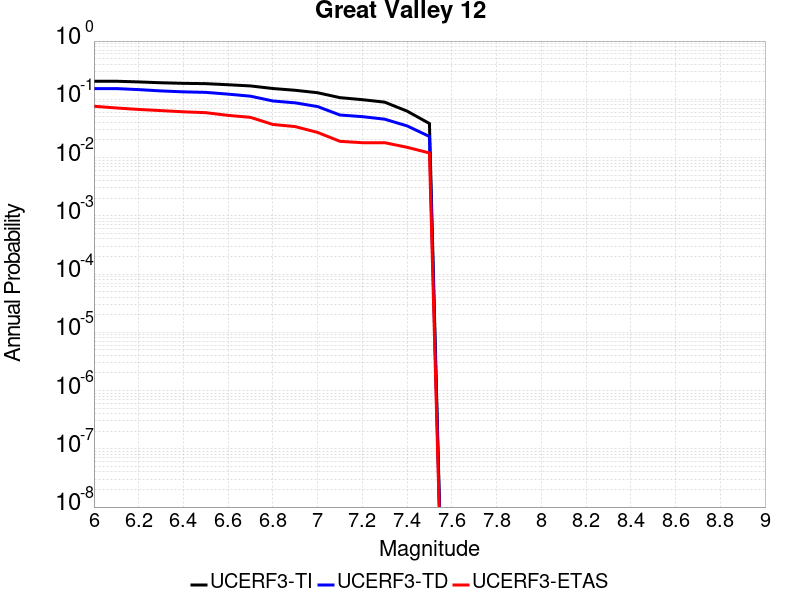 Great Valley 12
10^0
10^-1
10^-2
10^-3
10^-4
10^-5
10^-6
10^-7
10^-8
Annual Probability
6 6.2 6.4 6.6 6.8 7 7.2 7.4 7.6 7.8 8 8.2 8.4 8.6 8.8 9
Magnitude
UCERF3-TI UCERF3-TD UCERF3-ETAS